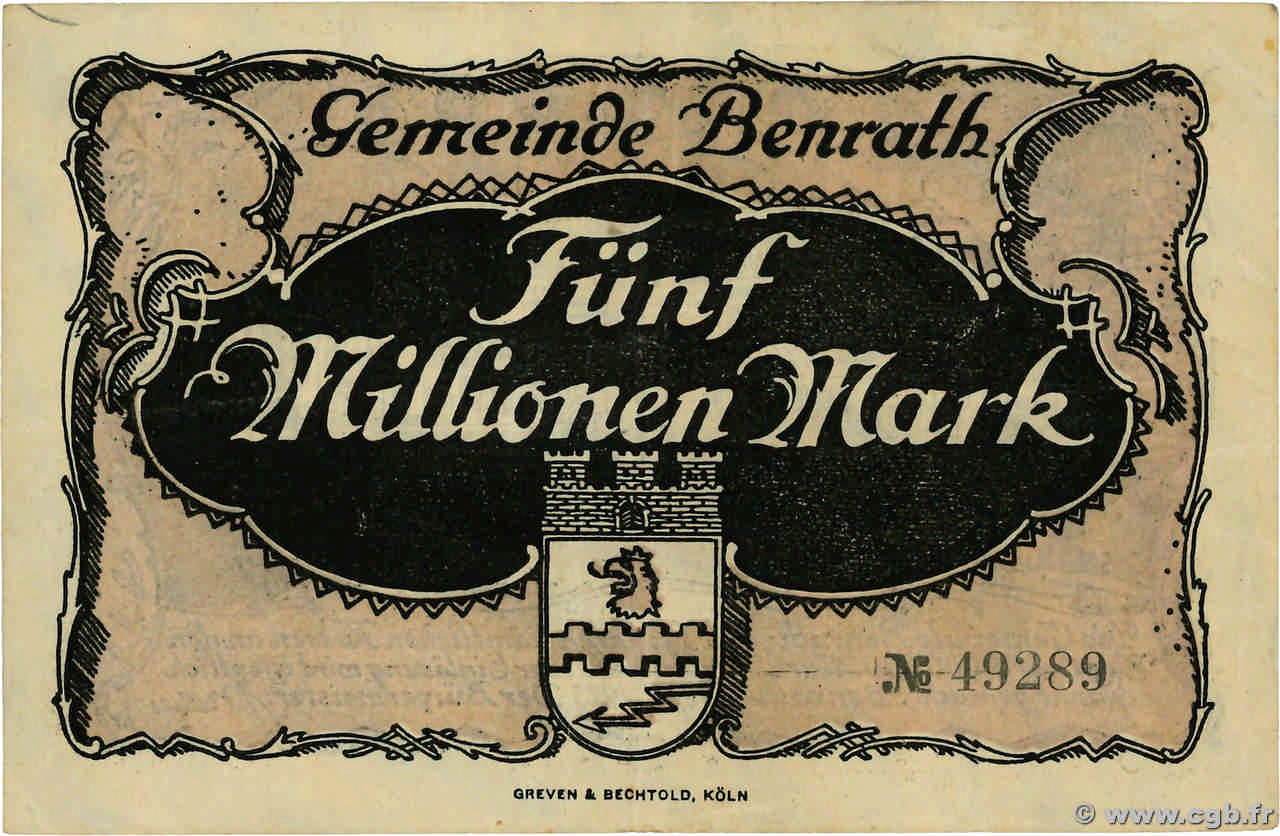 Gemeinde Benrath
Fünf
Millionen Mark
№ 49289
GREVEN & BECHTOLD, KÖLN
© www.cgb.fr